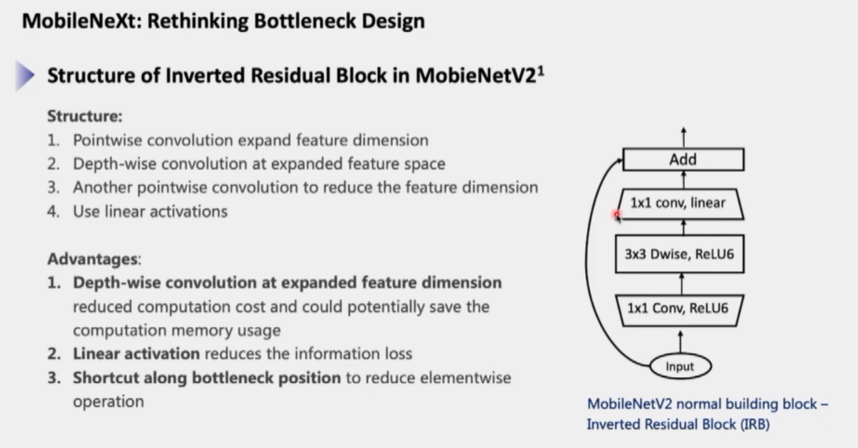 MobileNeXt: Rethinking Bottleneck Design
Structure of Inverted Residual Block in MobieNetV2¹
Structure:
1. Pointwise convolution expand feature dimension
2. Depth-wise convolution at expanded feature space
3. Another pointwise convolution to reduce the feature dimension
4. Use linear activations
Advantages:
1. Depth-wise convolution at expanded feature dimension
reduced computation cost and could potentially save the
computation memory usage
2. Linear activation reduces the information loss
3. Shortcut along bottleneck position to reduce elementwise
operation
Add
1x1 conv, linear
3x3 Dwise, ReLU6
1x1 Conv, ReLU6
Input
MobileNetV2 normal building block –
Inverted Residual Block (IRB)